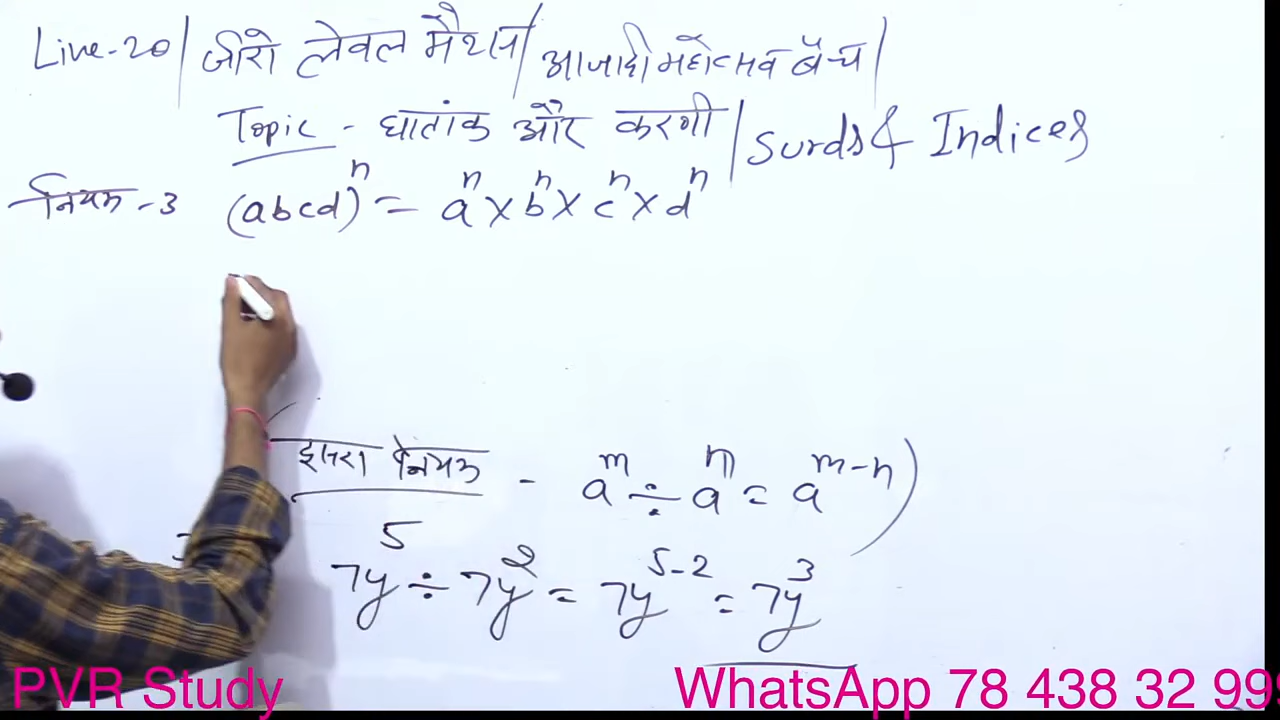 Live-20 | जीरो लेवल मैथ्स / आजादी महोत्सव बैच |
Topic - घातांक और करणी / Surds & Indices
नियम-3 (abcd)ⁿ = aⁿ × bⁿ × cⁿ × dⁿ
दूसरा नियम - aᵐ ÷ aⁿ = aᵐ⁻ⁿ)
7y⁵ ÷ 7y² = 7y⁵⁻² = 7y³
PVR Study WhatsApp 78 438 32 999